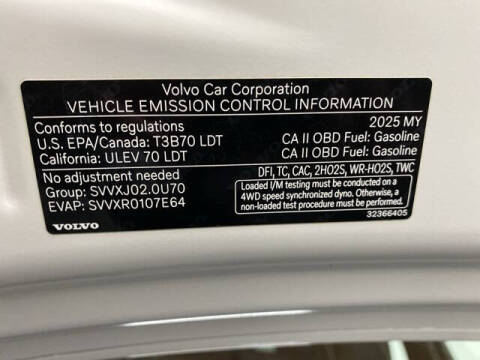 Volvo Car Corporation
VEHICLE EMISSION CONTROL INFORMATION
Conforms to regulations 2025 MY
U.S. EPA/Canada: T3B70 LDT CA II OBD Fuel: Gasoline
California: ULEV 70 LDT CA II OBD Fuel: Gasoline
No adjustment needed DFI, TC, CAC, 2HO2S, WR-HO2S, TWC
Group: SVVXJ02.0U70
EVAP: SVVXR0107E64
Loaded I/M testing must be conducted on a
4WD speed synchronized dyno. Otherwise, a
non-loaded test procedure must be conducted.
32366405
VOLVO